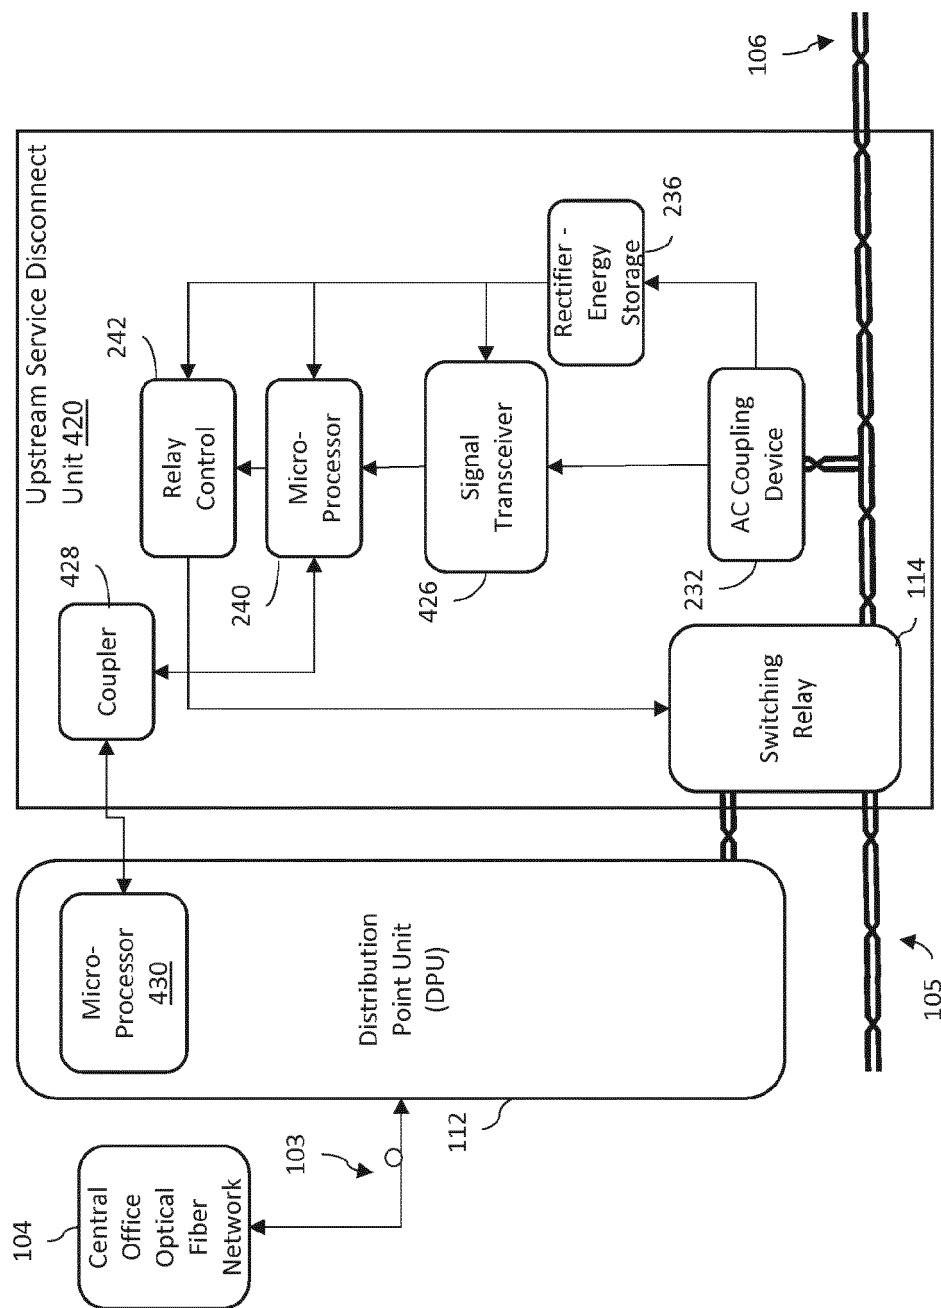 104
Central
Office
Optical
Fiber
Network
103
112
Micro-
Processor
430
Distribution
Point Unit
(DPU)
105
Upstream Service Disconnect
Unit 420
428
Coupler
242
Relay
Control
240
Micro-
Processor
426
Signal
Transceiver
Rectifier -
Energy
Storage
236
232
AC Coupling
Device
Switching
Relay
114
106